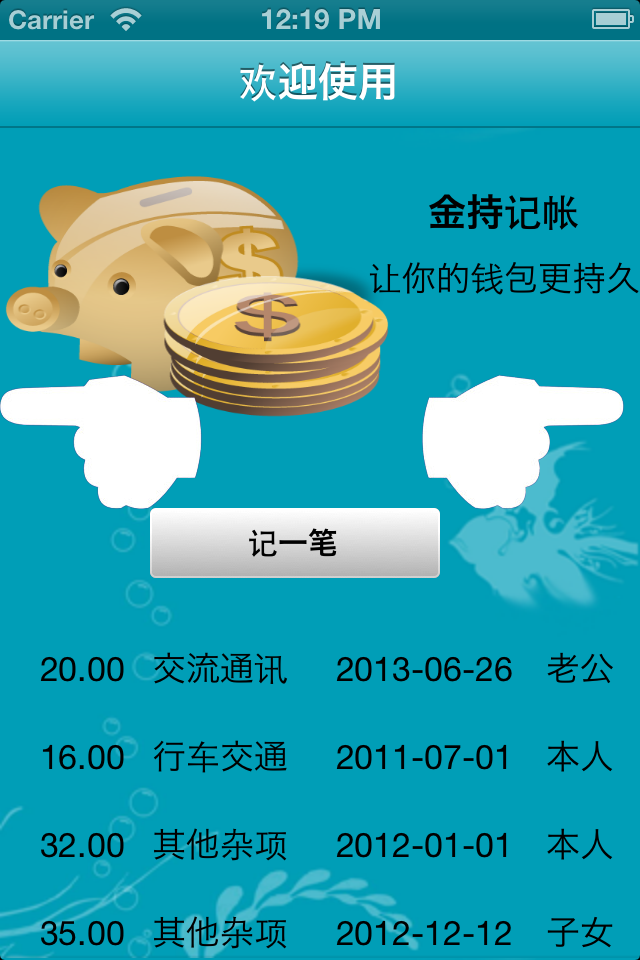 Carrier 12:19 PM
欢迎使用
金持记帐
让你的钱包更持久
$
$
记一笔
20.00 交流通讯 2013-06-26 老公
16.00 行车交通 2011-07-01 本人
32.00 其他杂项 2012-01-01 本人
35.00 其他杂项 2012-12-12 子女